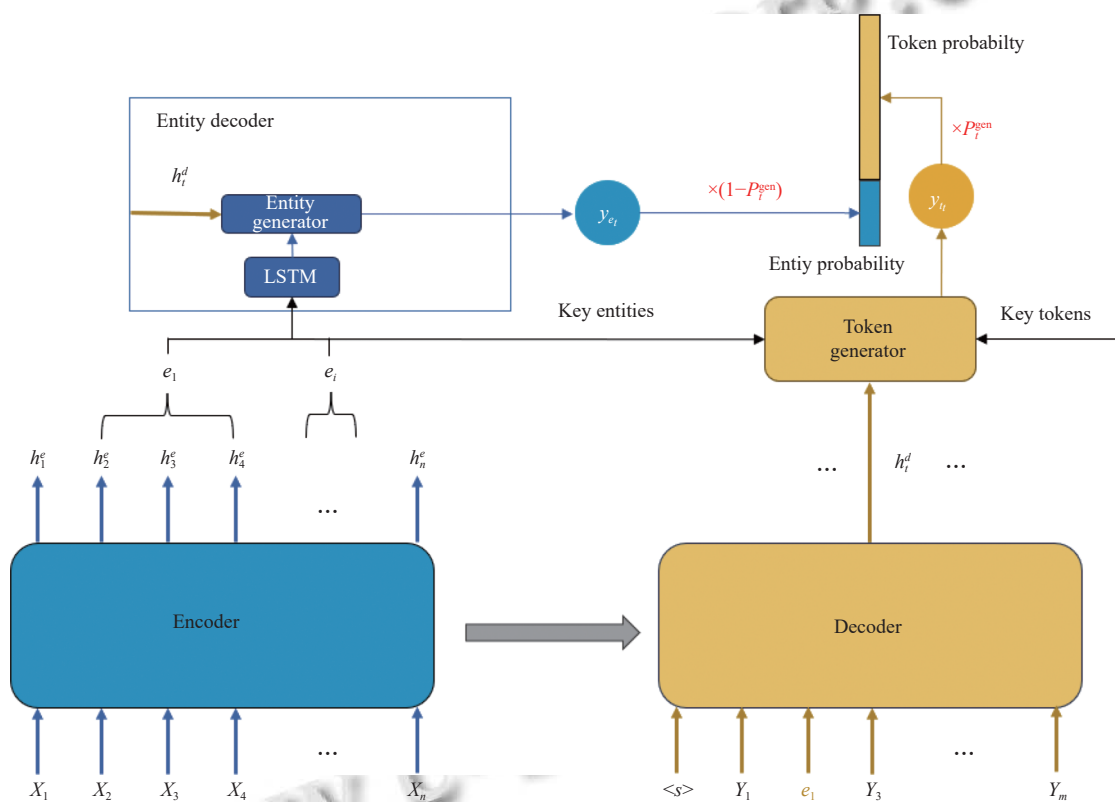 Token probabilty
Entity decoder
×P_t^gen
h_t^d
Entity
generator
×(1−P_t^gen)
y_{e_t}
y_{t_t}
LSTM
Entiy probability
Key entities
Token
generator
Key tokens
e_1
e_i
h_1^e
h_2^e
h_3^e
h_4^e
h_n^e
...
...
h_t^d
...
Encoder
Decoder
...
...
X_1
X_2
X_3
X_4
X_n
<s>
Y_1
e_1
Y_3
Y_m